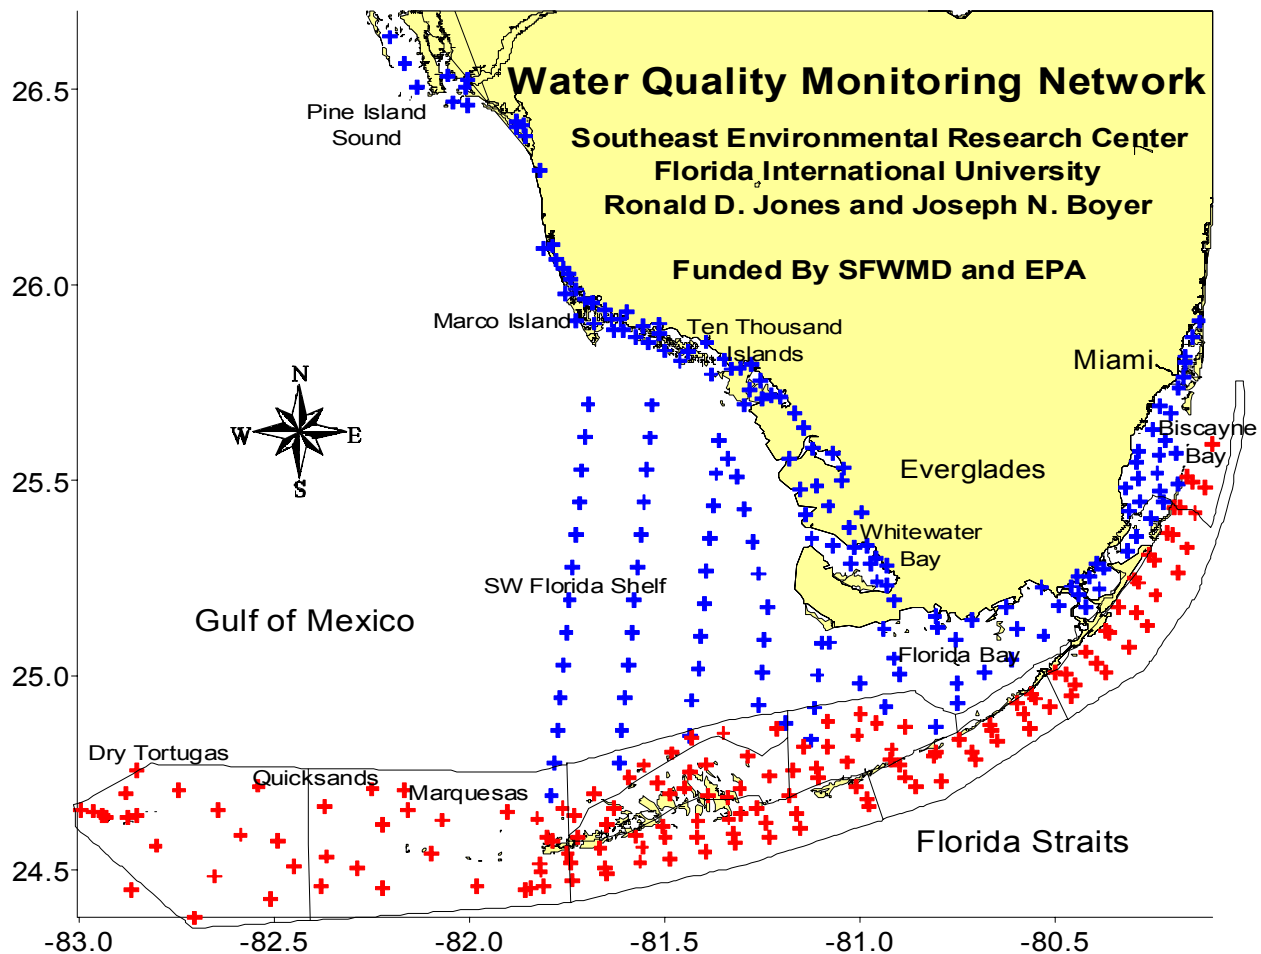 Water Quality Monitoring Network
Southeast Environmental Research Center
Florida International University
Ronald D. Jones and Joseph N. Boyer
Funded By SFWMD and EPA
26.5
26.0
25.5
25.0
24.5
Pine Island
Sound
Marco Island
Ten Thousand
Islands
Miami
N
W
E
S
Biscayne
Bay
Everglades
Whitewater
Bay
SW Florida Shelf
Gulf of Mexico
Florida Bay
Dry Tortugas
Quicksands
Marquesas
Florida Straits
-83.0
-82.5
-82.0
-81.5
-81.0
-80.5